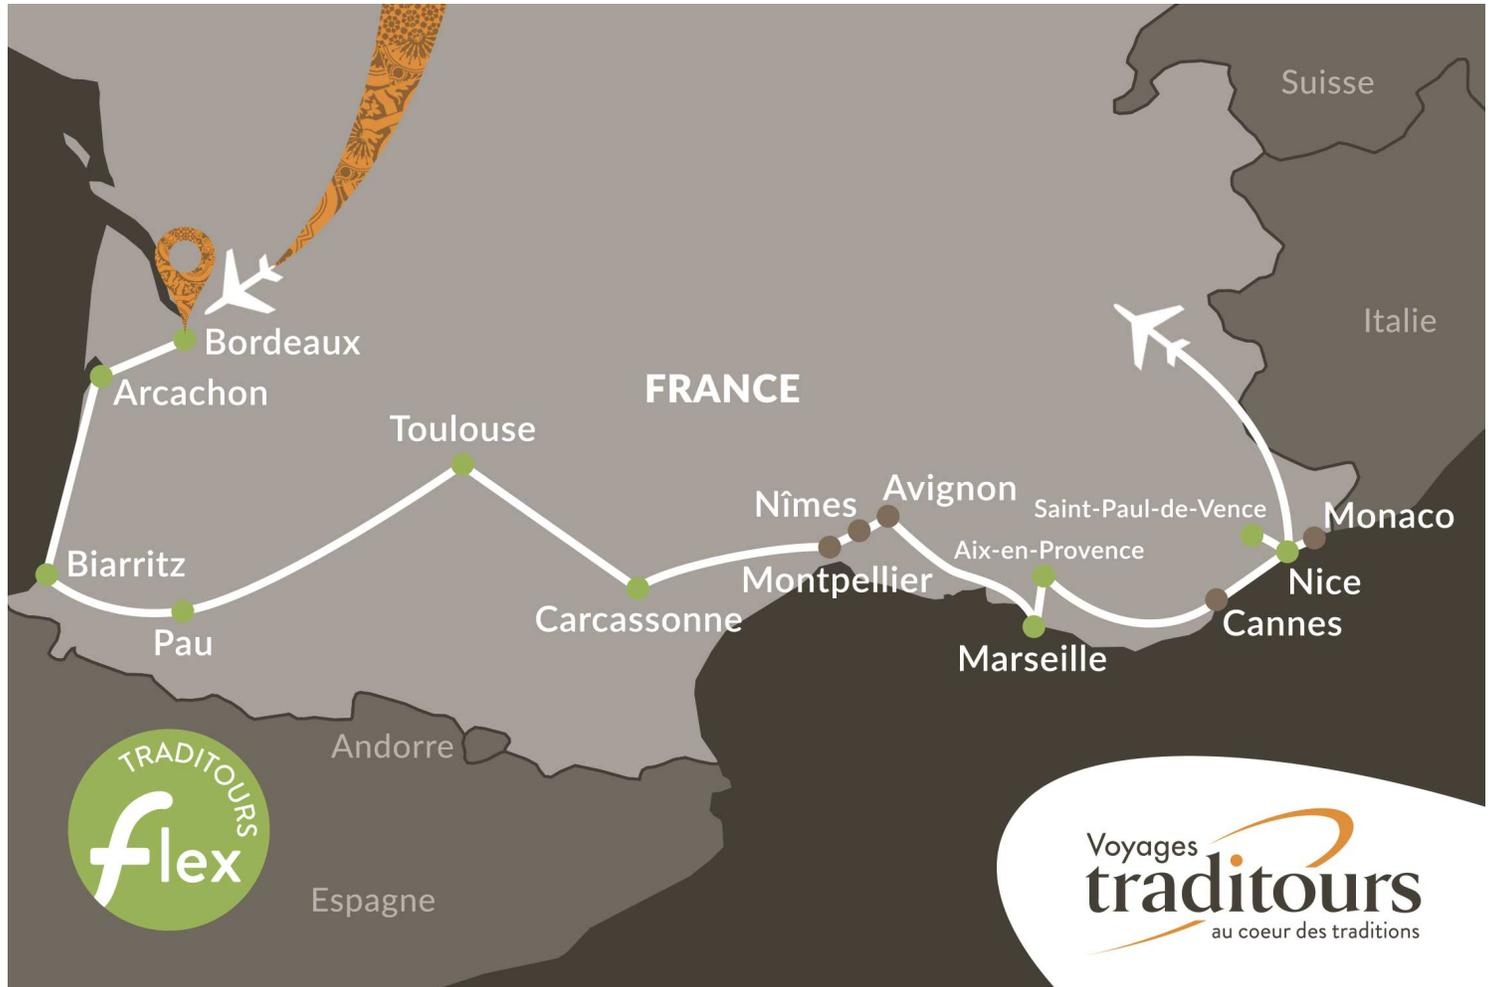 Suisse
Italie
Bordeaux
Arcachon
FRANCE
Toulouse
Avignon
Nîmes
Saint-Paul-de-Vence
Monaco
Aix-en-Provence
Biarritz
Montpellier
Nice
Carcassonne
Cannes
Pau
Marseille
Andorre
TRADITOURS
flex
Espagne
Voyages
traditours
au coeur des traditions